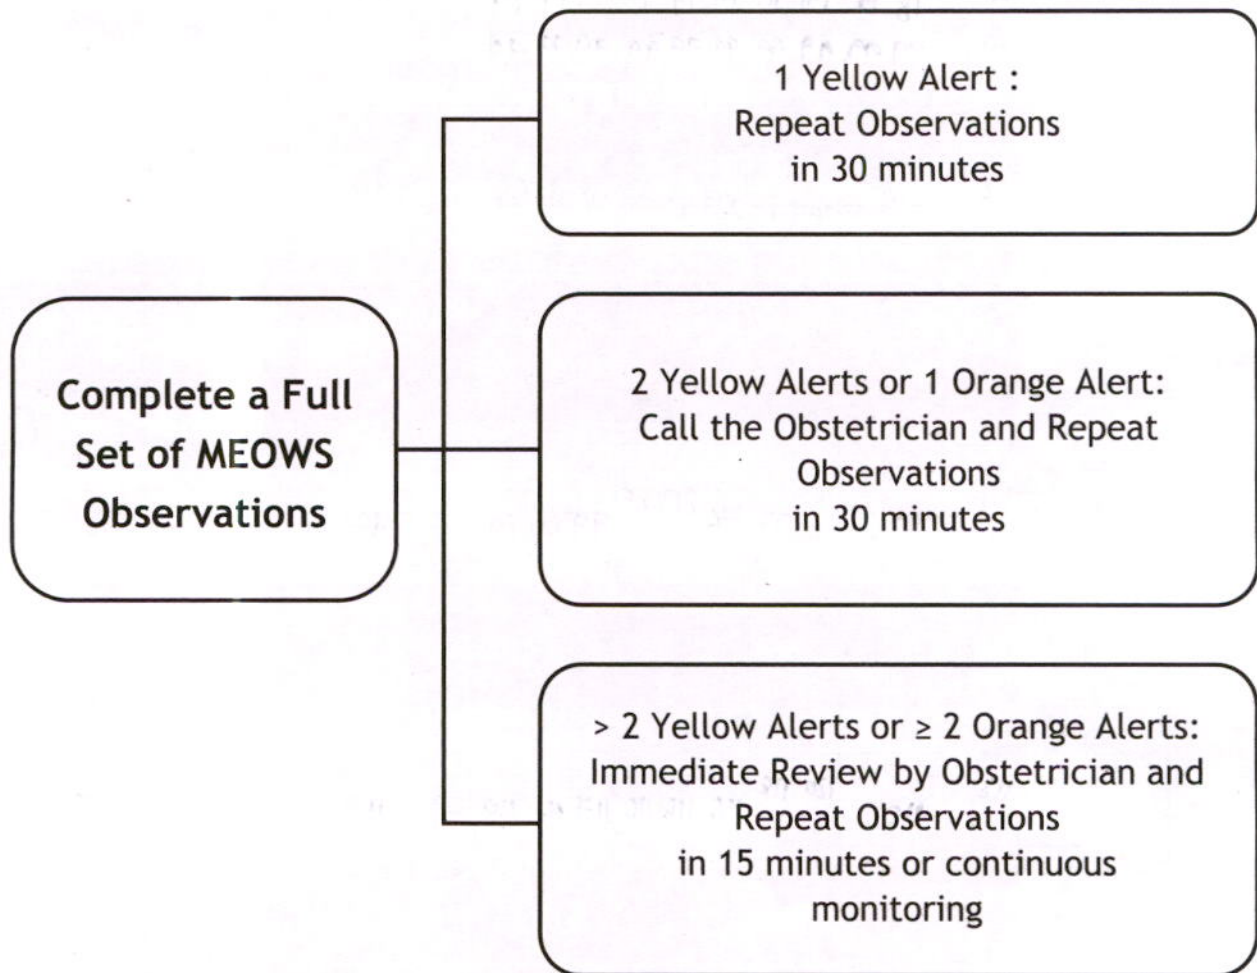 1 Yellow Alert :
Repeat Observations
in 30 minutes
Complete a Full
Set of MEOWS
Observations
2 Yellow Alerts or 1 Orange Alert:
Call the Obstetrician and Repeat
Observations
in 30 minutes
> 2 Yellow Alerts or ≥ 2 Orange Alerts:
Immediate Review by Obstetrician and
Repeat Observations
in 15 minutes or continuous
monitoring